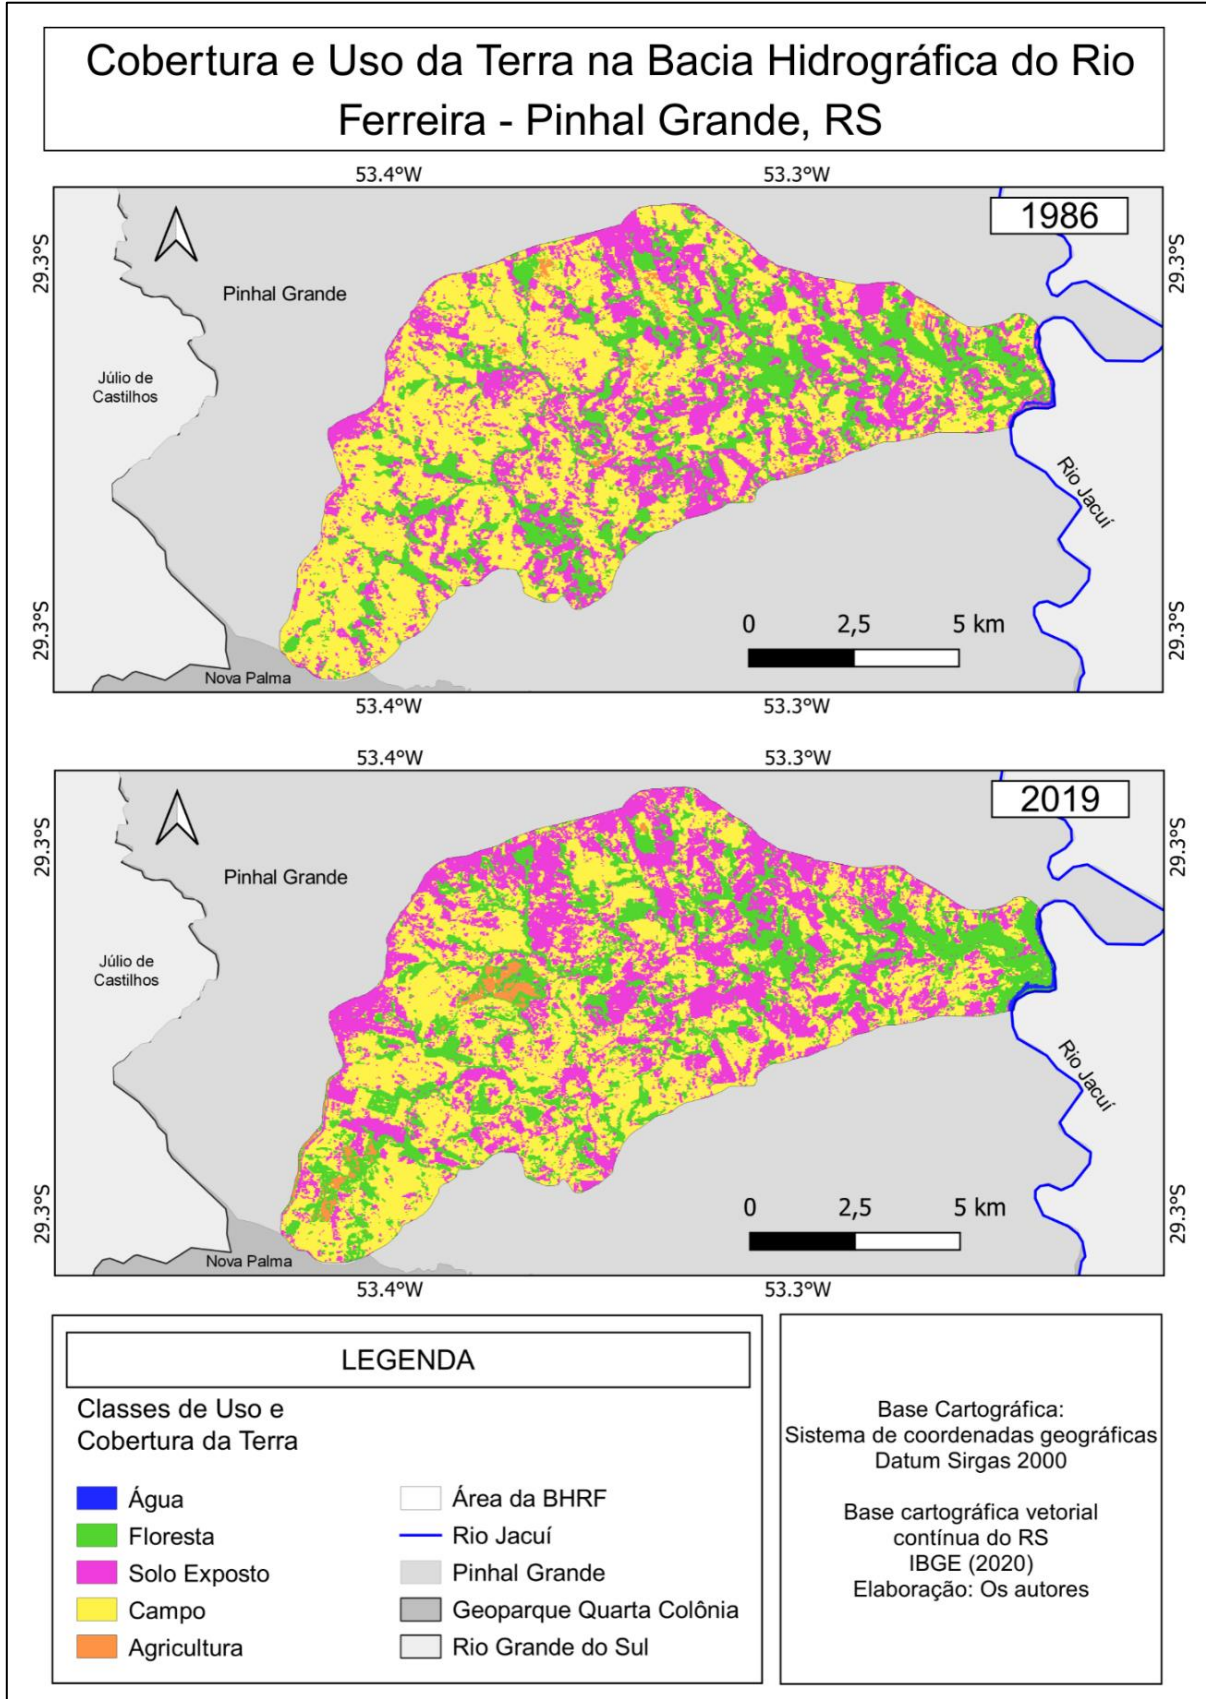 Cobertura e Uso da Terra na Bacia Hidrográfica do Rio
Ferreira - Pinhal Grande, RS
53.4°W
53.3°W
1986
29.3°S
29.3°S
Pinhal Grande
Júlio de
Castilhos
Rio Jacuí
0
2,5
5 km
29.3°S
29.3°S
Nova Palma
53.4°W
53.3°W
53.4°W
53.3°W
2019
29.3°S
29.3°S
Pinhal Grande
Júlio de
Castilhos
Rio Jacuí
0
2,5
5 km
29.3°S
29.3°S
Nova Palma
53.4°W
53.3°W
LEGENDA
Classes de Uso e
Cobertura da Terra
Água
Floresta
Solo Exposto
Campo
Agricultura
Área da BHRF
Rio Jacuí
Pinhal Grande
Geoparque Quarta Colônia
Rio Grande do Sul
Base Cartográfica:
Sistema de coordenadas geográficas
Datum Sirgas 2000
Base cartográfica vetorial
contínua do RS
IBGE (2020)
Elaboração: Os autores